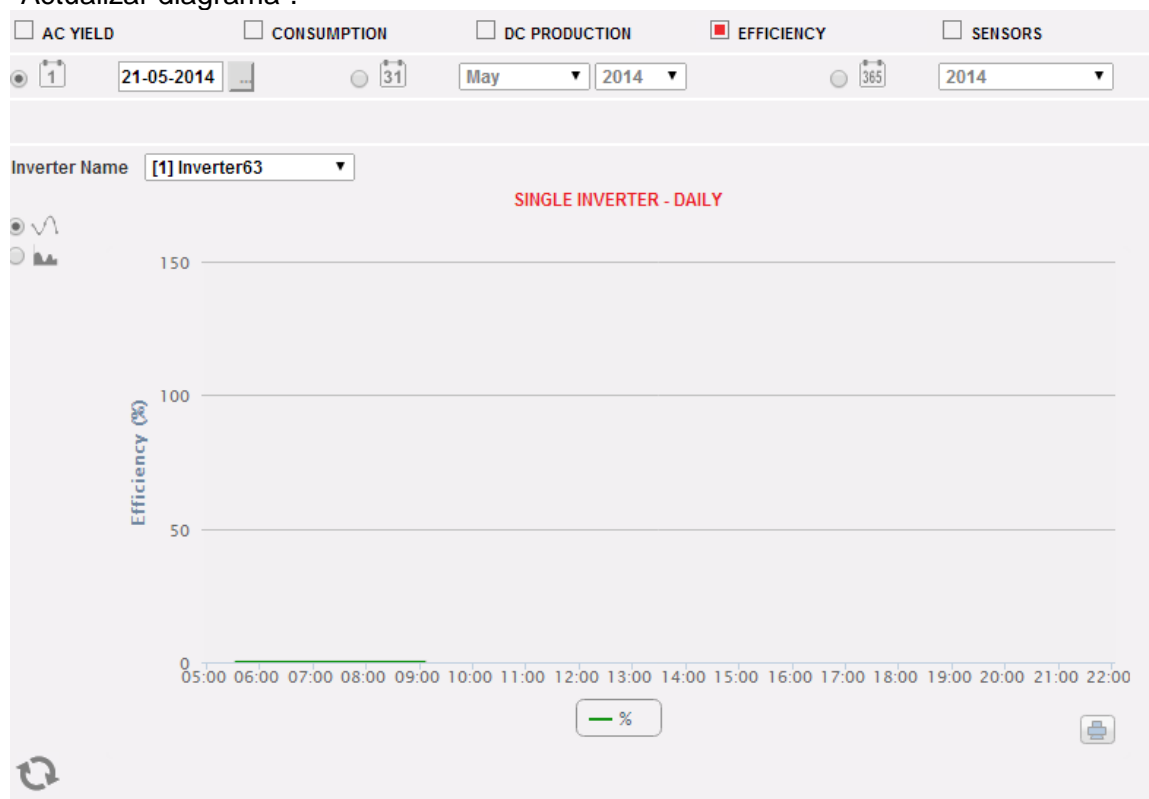 "Actualizar diagrama".
AC YIELD CONSUMPTION DC PRODUCTION EFFICIENCY SENSORS
1 21-05-2014 ... 31 May 2014 365 2014
Inverter Name [1] Inverter63
SINGLE INVERTER - DAILY
150
100
Efficiency (%)
50
0
05:00 06:00 07:00 08:00 09:00 10:00 11:00 12:00 13:00 14:00 15:00 16:00 17:00 18:00 19:00 20:00 21:00 22:00
%